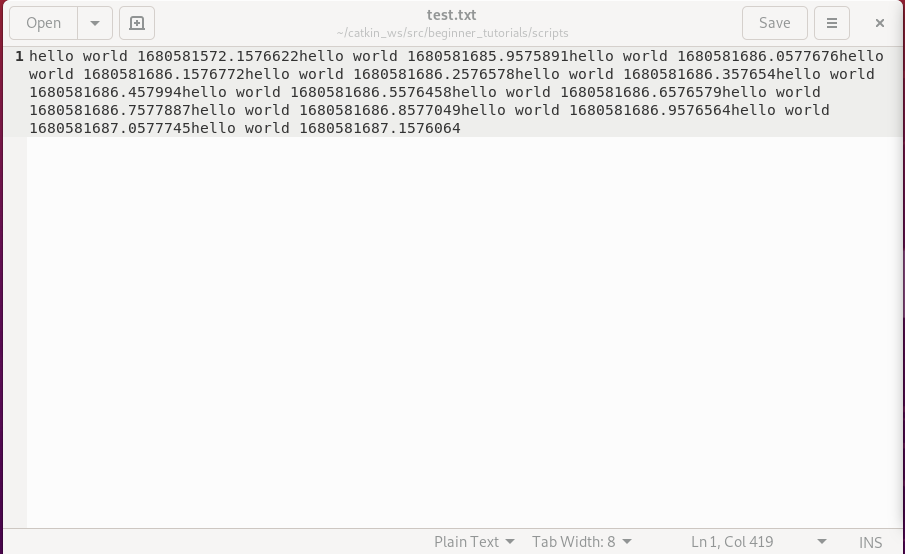 Open
test.txt
~/catkin_ws/src/beginner_tutorials/scripts
Save
1 hello world 1680581572.1576622hello world 1680581685.9575891hello world 1680581686.0577676hello
world 1680581686.1576772hello world 1680581686.2576578hello world 1680581686.357654hello world
1680581686.457994hello world 1680581686.5576458hello world 1680581686.6576579hello world
1680581686.7577887hello world 1680581686.8577049hello world 1680581686.9576564hello world
1680581687.0577745hello world 1680581687.1576064
Plain Text Tab Width: 8 Ln 1, Col 419 INS